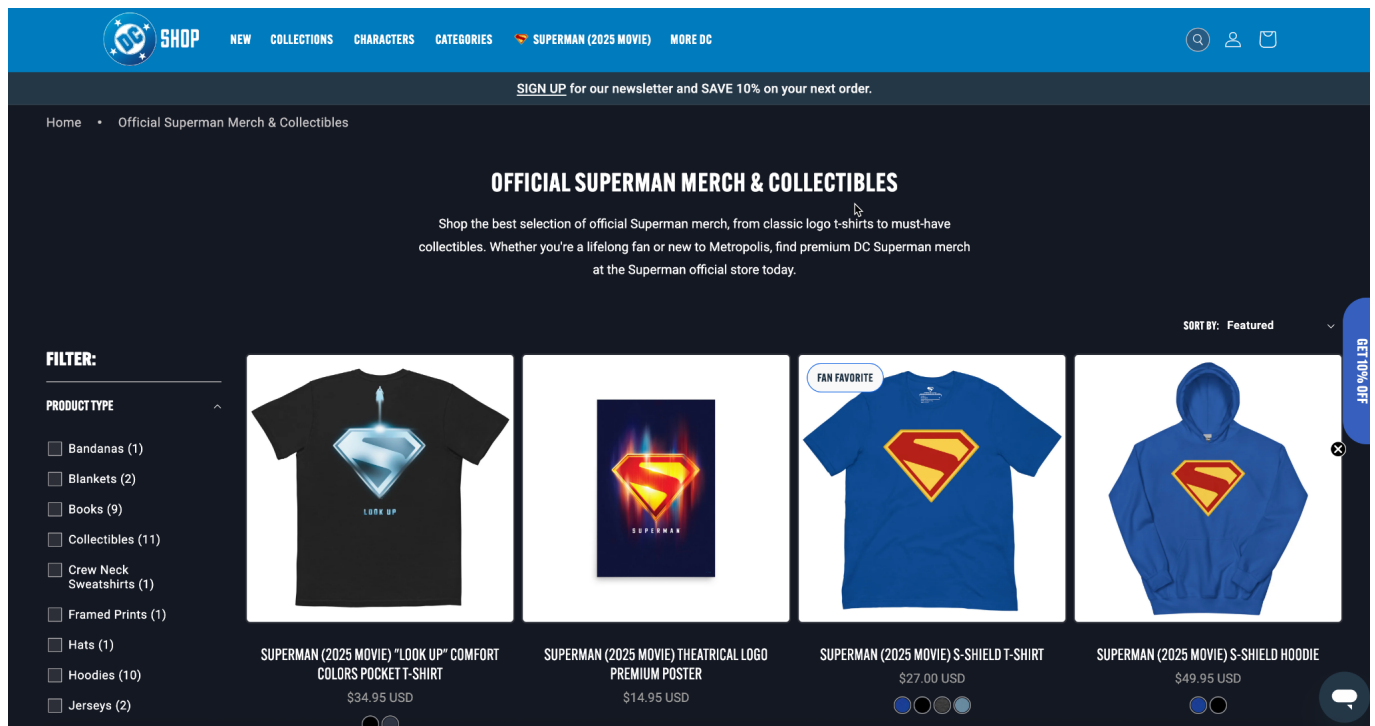 DC SHOP NEW COLLECTIONS CHARACTERS CATEGORIES SUPERMAN (2025 MOVIE) MORE DC
SIGN UP for our newsletter and SAVE 10% on your next order.
Home • Official Superman Merch & Collectibles
OFFICIAL SUPERMAN MERCH & COLLECTIBLES
Shop the best selection of official Superman merch, from classic logo t-shirts to must-have
collectibles. Whether you're a lifelong fan or new to Metropolis, find premium DC Superman merch
at the Superman official store today.
SORT BY: Featured
GET 10% OFF
FILTER:
PRODUCT TYPE
Bandanas (1)
Blankets (2)
Books (9)
Collectibles (11)
Crew Neck
Sweatshirts (1)
Framed Prints (1)
Hats (1)
Hoodies (10)
Jerseys (2)
LOOK UP
SUPERMAN (2025 MOVIE) "LOOK UP" COMFORT
COLORS POCKET T-SHIRT
$34.95 USD
SUPERMAN
SUPERMAN (2025 MOVIE) THEATRICAL LOGO
PREMIUM POSTER
$14.95 USD
FAN FAVORITE
SUPERMAN (2025 MOVIE) S-SHIELD T-SHIRT
$27.00 USD
SUPERMAN (2025 MOVIE) S-SHIELD HOODIE
$49.95 USD